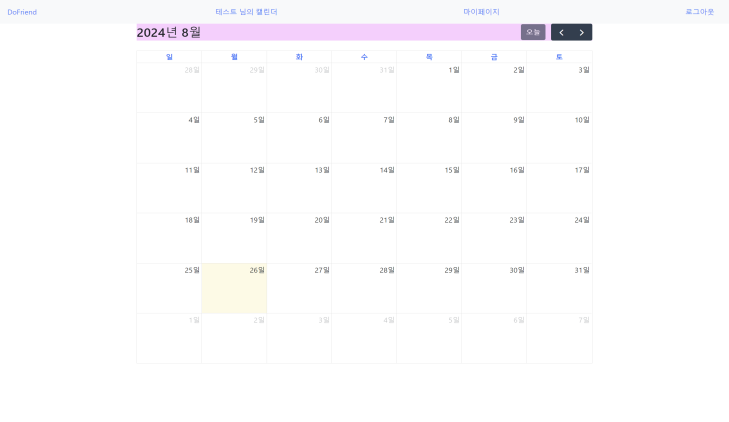 DoFriend 테스트 님의 캘린더 마이페이지 로그아웃
2024년 8월 오늘
일 월 화 수 목 금 토
28일 29일 30일 31일 1일 2일 3일
4일 5일 6일 7일 8일 9일 10일
11일 12일 13일 14일 15일 16일 17일
18일 19일 20일 21일 22일 23일 24일
25일 26일 27일 28일 29일 30일 31일
1일 2일 3일 4일 5일 6일 7일